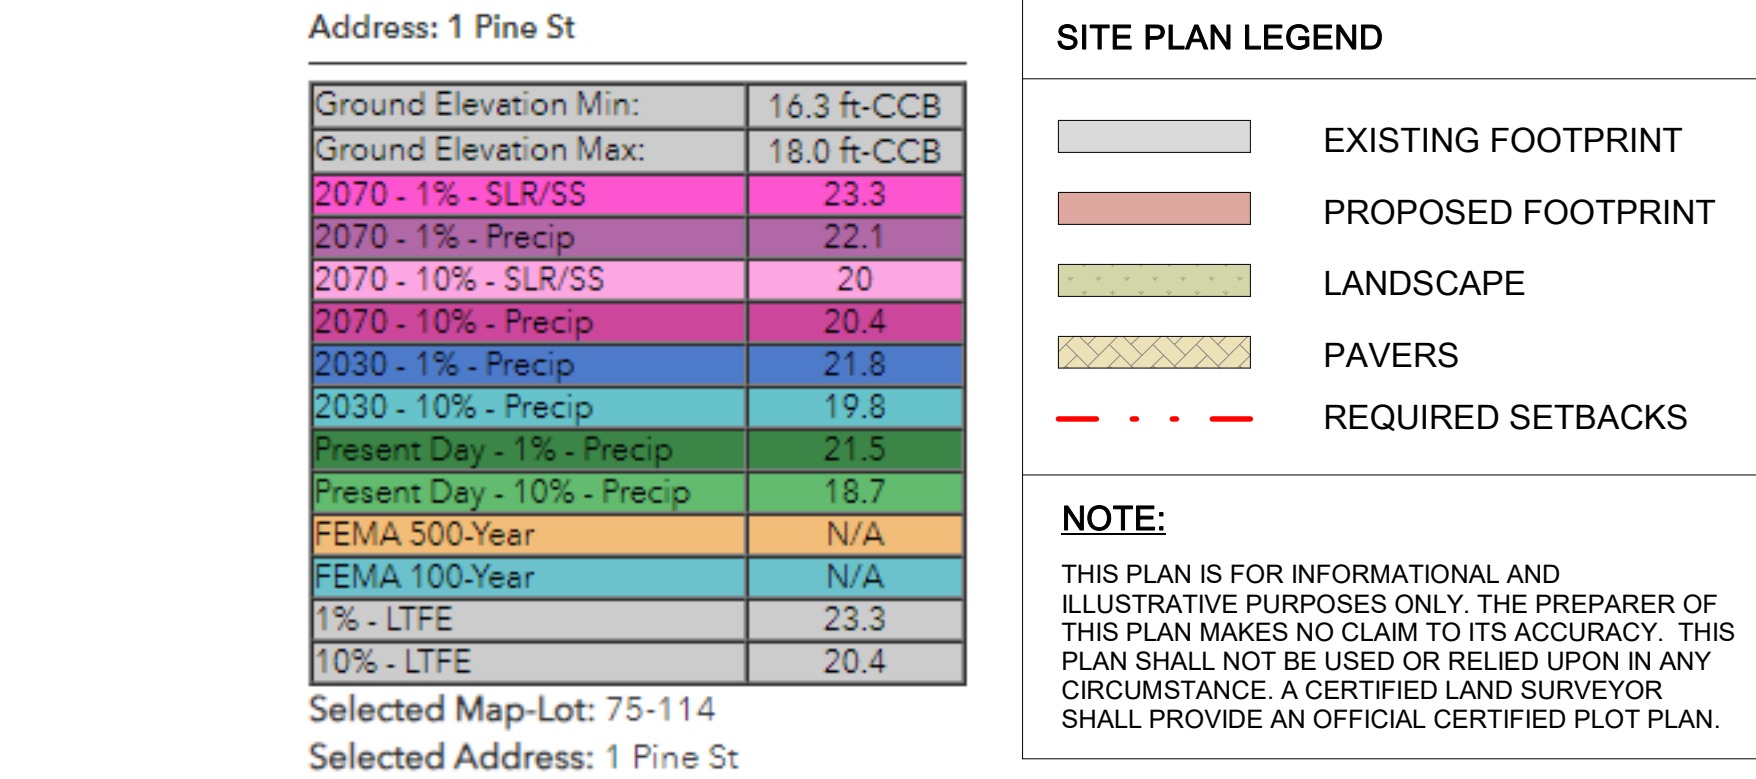 Address: 1 Pine St
Ground Elevation Min: 16.3 ft-CCB
Ground Elevation Max: 18.0 ft-CCB
2070 - 1% - SLR/SS 23.3
2070 - 1% - Precip 22.1
2070 - 10% - SLR/SS 20
2070 - 10% - Precip 20.4
2030 - 1% - Precip 21.8
2030 - 10% - Precip 19.8
Present Day - 1% - Precip 21.5
Present Day - 10% - Precip 18.7
FEMA 500-Year N/A
FEMA 100-Year N/A
1% - LTFE 23.3
10% - LTFE 20.4
Selected Map-Lot: 75-114
Selected Address: 1 Pine St
SITE PLAN LEGEND
EXISTING FOOTPRINT
PROPOSED FOOTPRINT
LANDSCAPE
PAVERS
REQUIRED SETBACKS
NOTE:
THIS PLAN IS FOR INFORMATIONAL AND
ILLUSTRATIVE PURPOSES ONLY. THE PREPARER OF
THIS PLAN MAKES NO CLAIM TO ITS ACCURACY.  THIS
PLAN SHALL NOT BE USED OR RELIED UPON IN ANY
CIRCUMSTANCE. A CERTIFIED LAND SURVEYOR
SHALL PROVIDE AN OFFICIAL CERTIFIED PLOT PLAN.